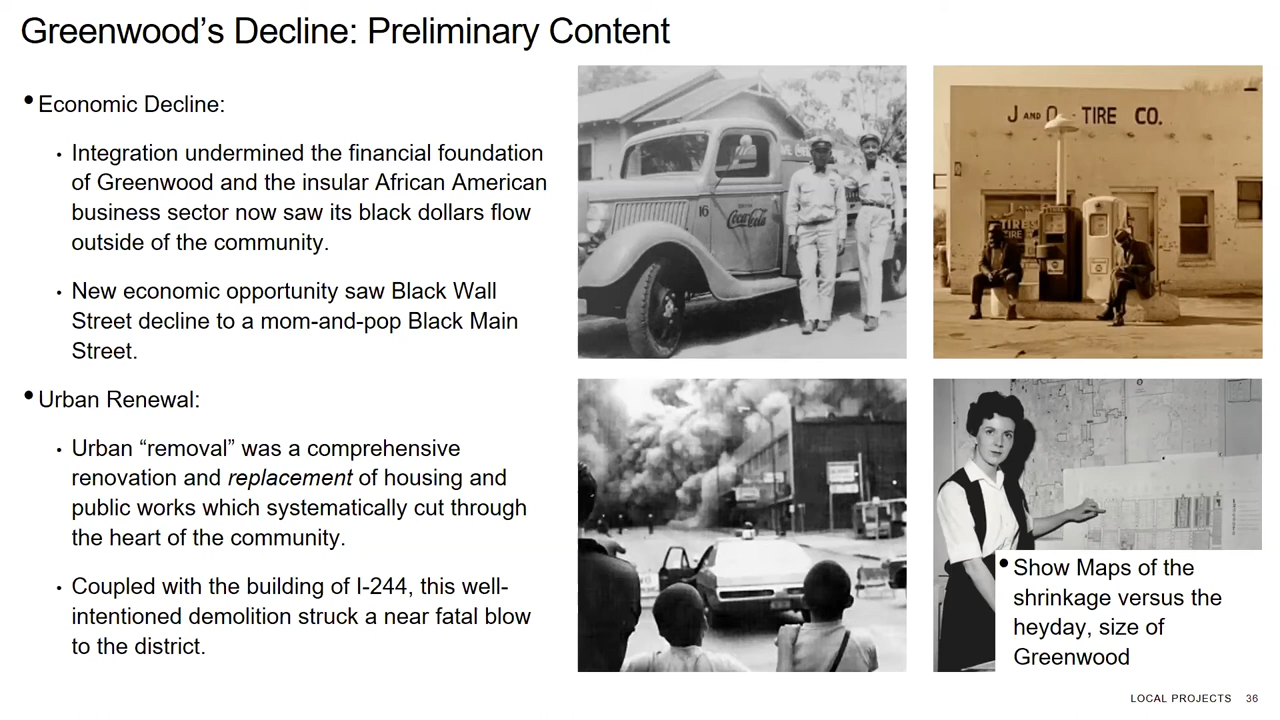 Greenwood’s Decline: Preliminary Content
• Economic Decline:
• Integration undermined the financial foundation
of Greenwood and the insular African American
business sector now saw its black dollars flow
outside of the community.
• New economic opportunity saw Black Wall
Street decline to a mom-and-pop Black Main
Street.
• Urban Renewal:
• Urban “removal” was a comprehensive
renovation and replacement of housing and
public works which systematically cut through
the heart of the community.
• Coupled with the building of I-244, this well-
intentioned demolition struck a near fatal blow
to the district.
16
Coca-Cola
J AND O TIRE CO.
TIRES
• Show Maps of the
shrinkage versus the
heyday, size of
Greenwood
LOCAL PROJECTS 36